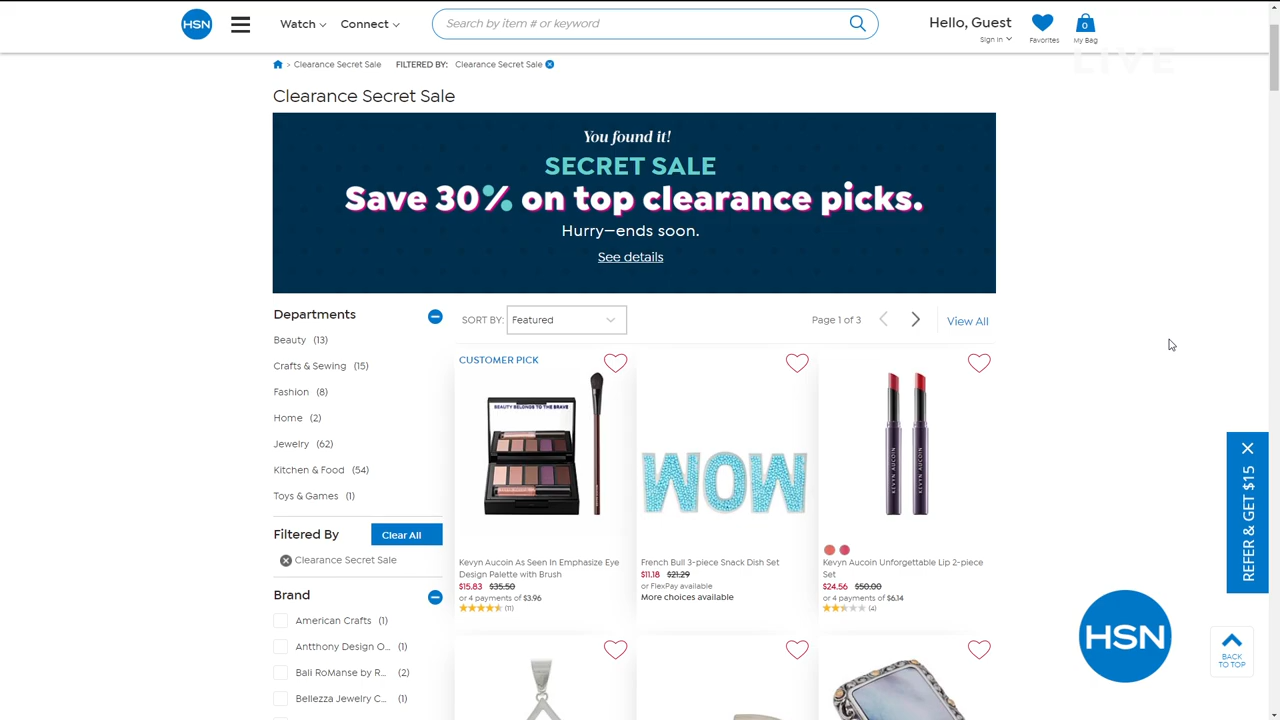 HSN
Watch
Connect
Search by item # or keyword
Hello, Guest
Sign In
Favorites
0
My Bag
LIVE
> Clearance Secret Sale FILTERED BY: Clearance Secret Sale
Clearance Secret Sale
You found it!
SECRET SALE
Save 30% on top clearance picks.
Hurry—ends soon.
See details
Departments
Beauty (13)
Crafts & Sewing (15)
Fashion (8)
Home (2)
Jewelry (62)
Kitchen & Food (54)
Toys & Games (1)
Filtered By
Clear All
Clearance Secret Sale
Brand
American Crafts (1)
Antthony Design O... (1)
Bali RoManse by R... (2)
Bellezza Jewelry C... (1)
SORT BY: Featured
Page 1 of 3
View All
CUSTOMER PICK
BEAUTY BELONGS TO THE BRAVE
Kevyn Aucoin As Seen In Emphasize Eye
Design Palette with Brush
$15.83 $35.50
or 4 payments of $3.96
(11)
WOW
French Bull 3-piece Snack Dish Set
$11.18 $21.29
or FlexPay available
More choices available
KEVYN AUCOIN
KEVYN AUCOIN
Kevyn Aucoin Unforgettable Lip 2-piece
Set
$24.56 $50.00
or 4 payments of $6.14
(4)
REFER & GET $15
HSN
BACK
TO TOP